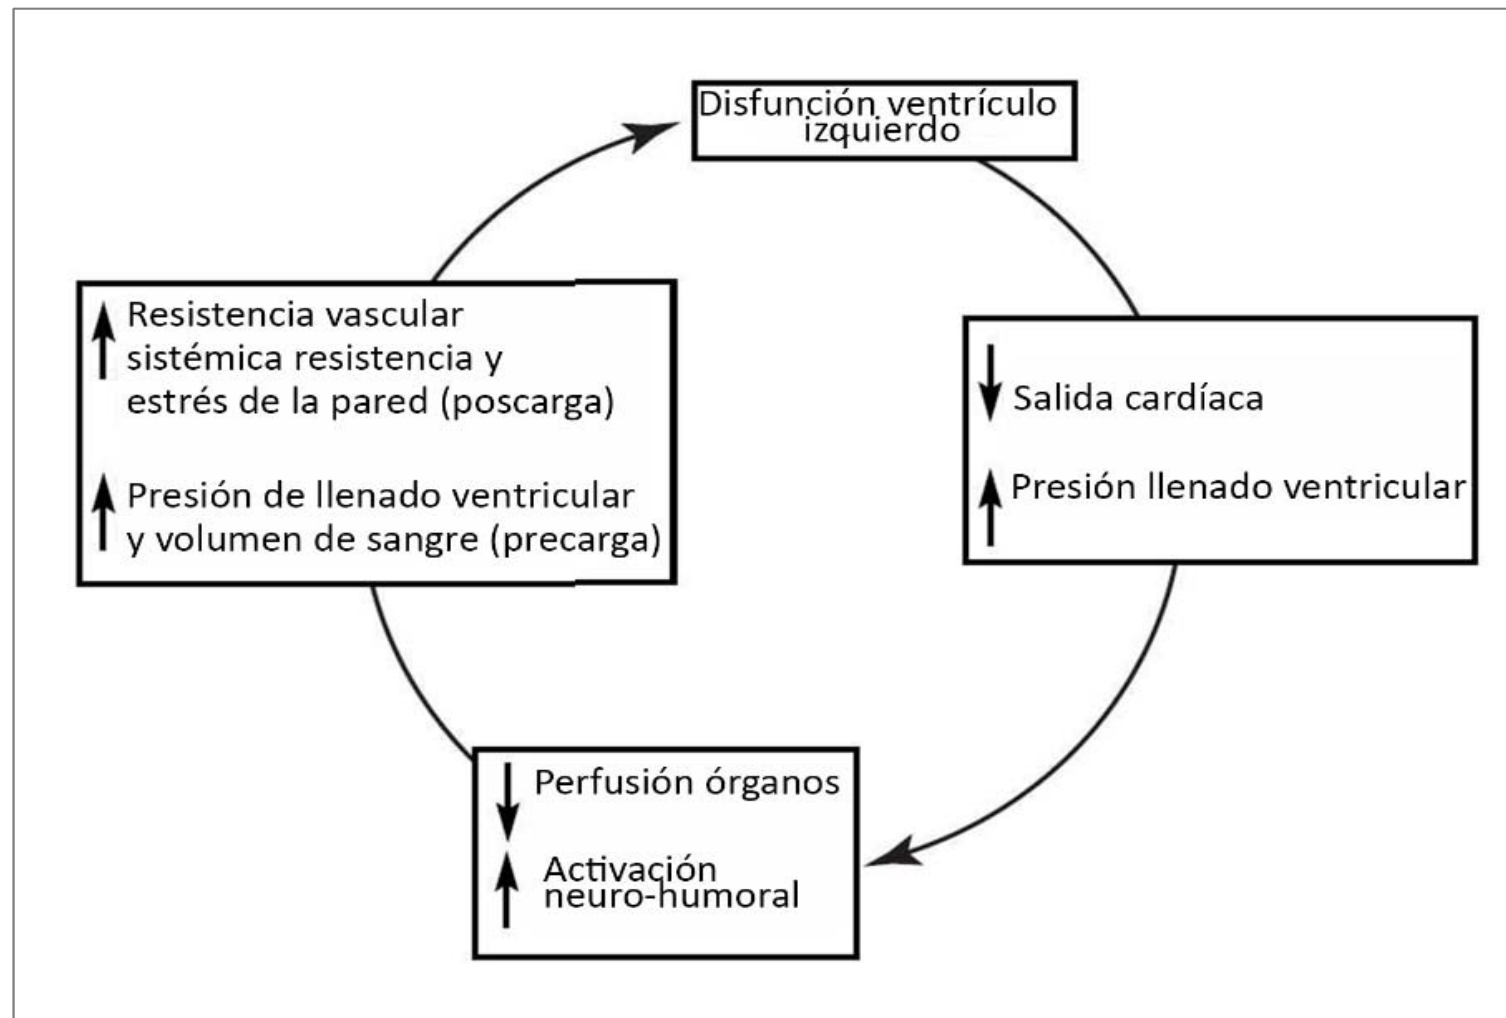 Disfunción ventrículo
izquierdo
Resistencia vascular
sistémica resistencia y
estrés de la pared (poscarga)
Presión de llenado ventricular
y volumen de sangre (precarga)
Salida cardíaca
Presión llenado ventricular
Perfusión órganos
Activación
neuro-humoral